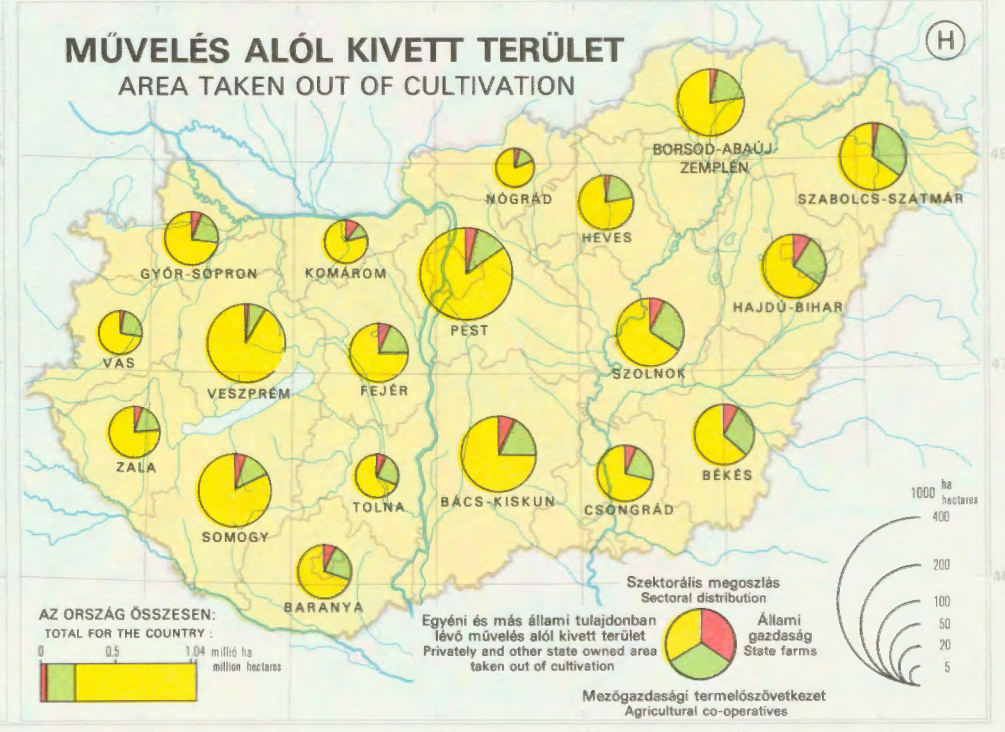 MŰVELÉS ALÓL KIVETT TERÜLET
AREA TAKEN OUT OF CULTIVATION
H
BORSOD-ABAÚJ-
ZEMPLÉN
SZABOLCS-SZATMÁR
NÓGRÁD
HEVES
GYŐR-SOPRON
KOMÁROM
PEST
HAJDÚ-BIHAR
VAS
VESZPRÉM
FEJÉR
SZOLNOK
ZALA
SOMOGY
TOLNA
BÁCS-KISKUN
CSONGRÁD
BÉKÉS
BARANYA
1000 ha
hectares
400
200
100
50
20
5
AZ ORSZÁG ÖSSZESEN:
TOTAL FOR THE COUNTRY :
0 0,5 1.04 millió ha
million hectares
Szektorális megoszlás
Sectoral distribution
Egyéni és más állami tulajdonban
lévő művelés alól kivett terület
Privately and other state owned area
taken out of cultivation
Állami
gazdaság
State farms
Mezőgazdasági termelőszövetkezet
Agricultural co-operatives